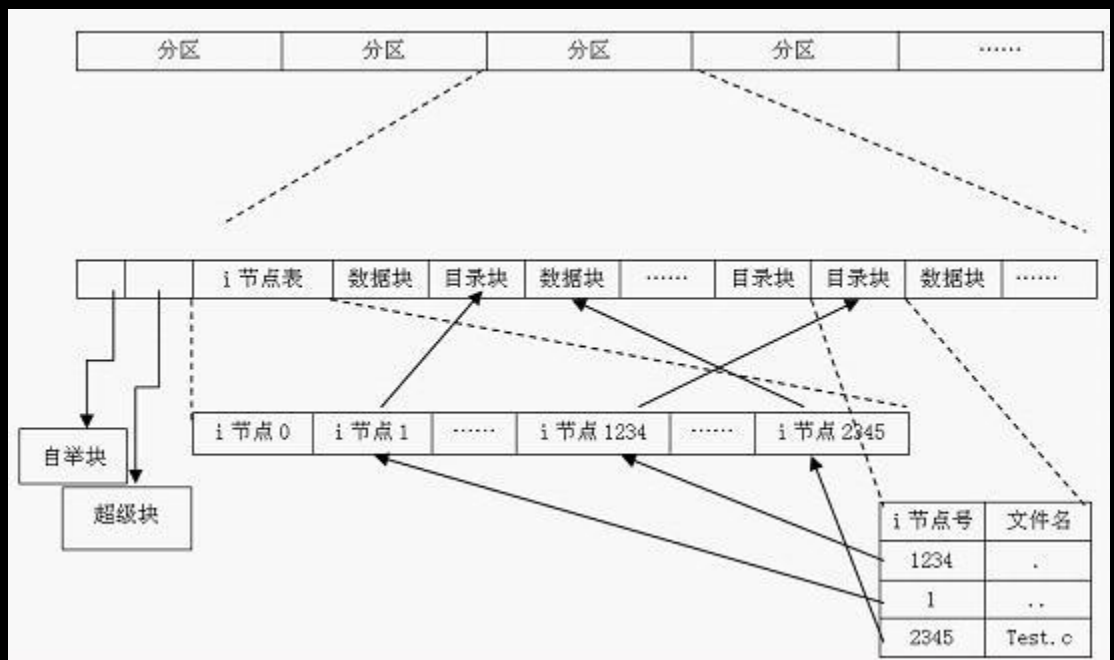 分区 分区 分区 分区 ……
i 节点表 数据块 目录块 数据块 …… 目录块 目录块 数据块 ……
i 节点 0 i 节点 1 …… i 节点 1234 …… i 节点 2345
自举块
超级块
i 节点号 文件名
1234 .
1 ..
2345 Test.c